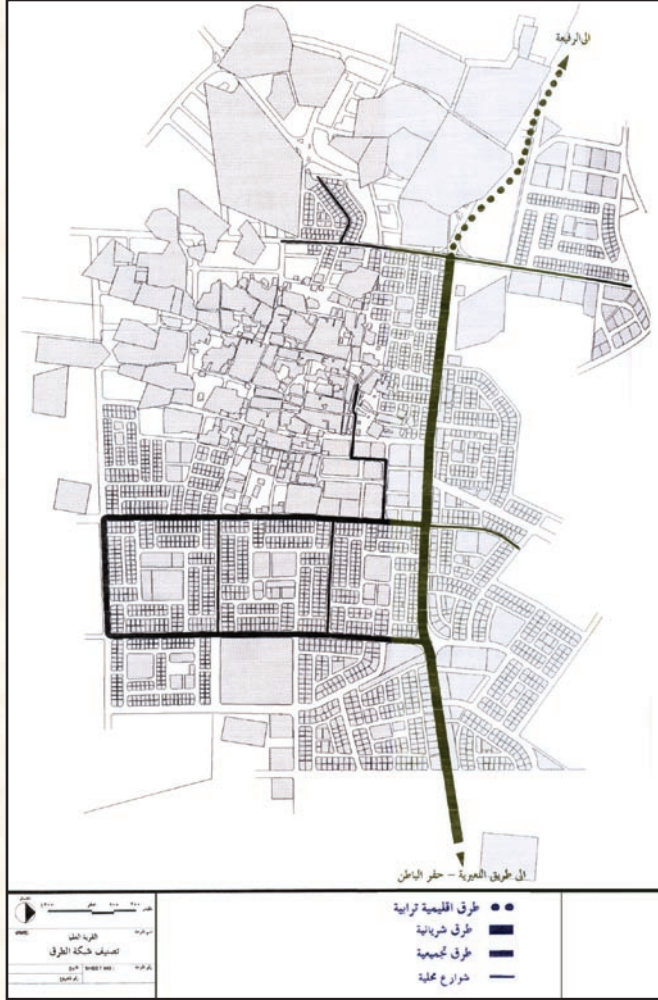 الى الرفيعة
الى طريق النعيرية - حفر الباطن
طرق اقليمية ترابية
طرق شريانية
طرق تجميعية
شوارع محلية
القرية العليا
تصنيف شبكة الطرق